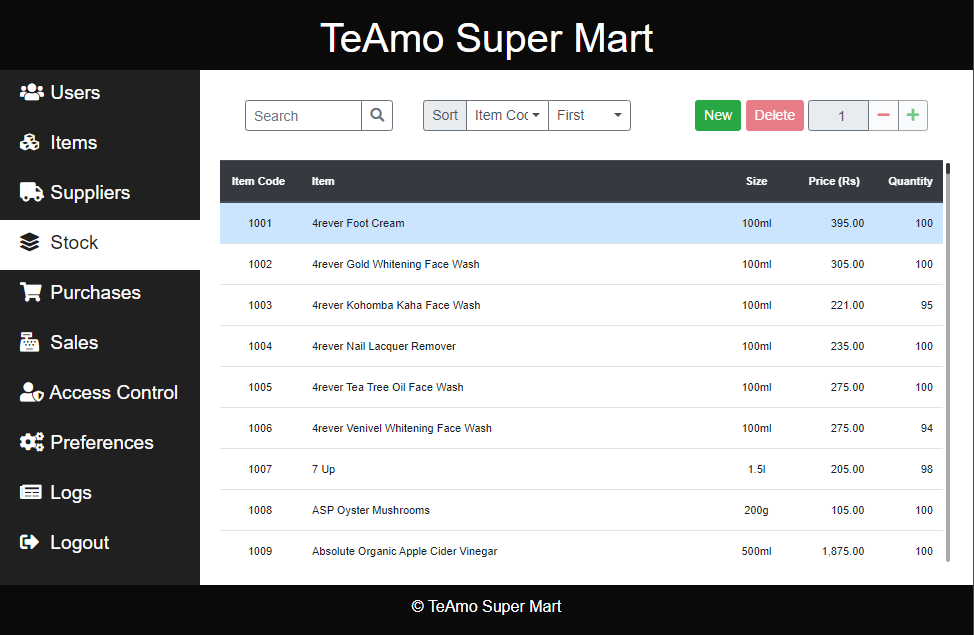 TeAmo Super Mart
Users
Items
Suppliers
Stock
Purchases
Sales
Access Control
Preferences
Logs
Logout
Search Sort Item Coc First New Delete 1
Item Code Item Size Price (Rs) Quantity
1001 4rever Foot Cream 100ml 395.00 100
1002 4rever Gold Whitening Face Wash 100ml 305.00 100
1003 4rever Kohomba Kaha Face Wash 100ml 221.00 95
1004 4rever Nail Lacquer Remover 100ml 235.00 100
1005 4rever Tea Tree Oil Face Wash 100ml 275.00 100
1006 4rever Venivel Whitening Face Wash 100ml 275.00 94
1007 7 Up 1.5l 205.00 98
1008 ASP Oyster Mushrooms 200g 105.00 100
1009 Absolute Organic Apple Cider Vinegar 500ml 1,875.00 100
© TeAmo Super Mart